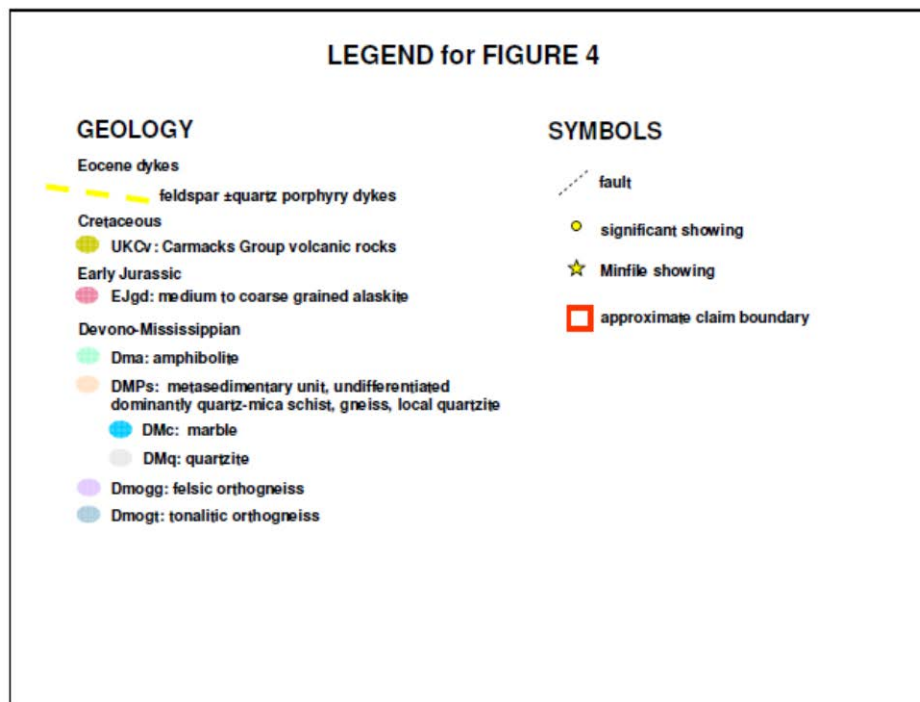 LEGEND for FIGURE 4
GEOLOGY
Eocene dykes
feldspar ±quartz porphyry dykes
Cretaceous
UKCv: Carmacks Group volcanic rocks
Early Jurassic
EJgd: medium to coarse grained alaskite
Devono-Mississippian
Dma: amphibolite
DMPs: metasedimentary unit, undifferentiated
dominantly quartz-mica schist, gneiss, local quartzite
DMc: marble
DMq: quartzite
Dmogg: felsic orthogneiss
Dmogt: tonalitic orthogneiss
SYMBOLS
fault
significant showing
Minfile showing
approximate claim boundary